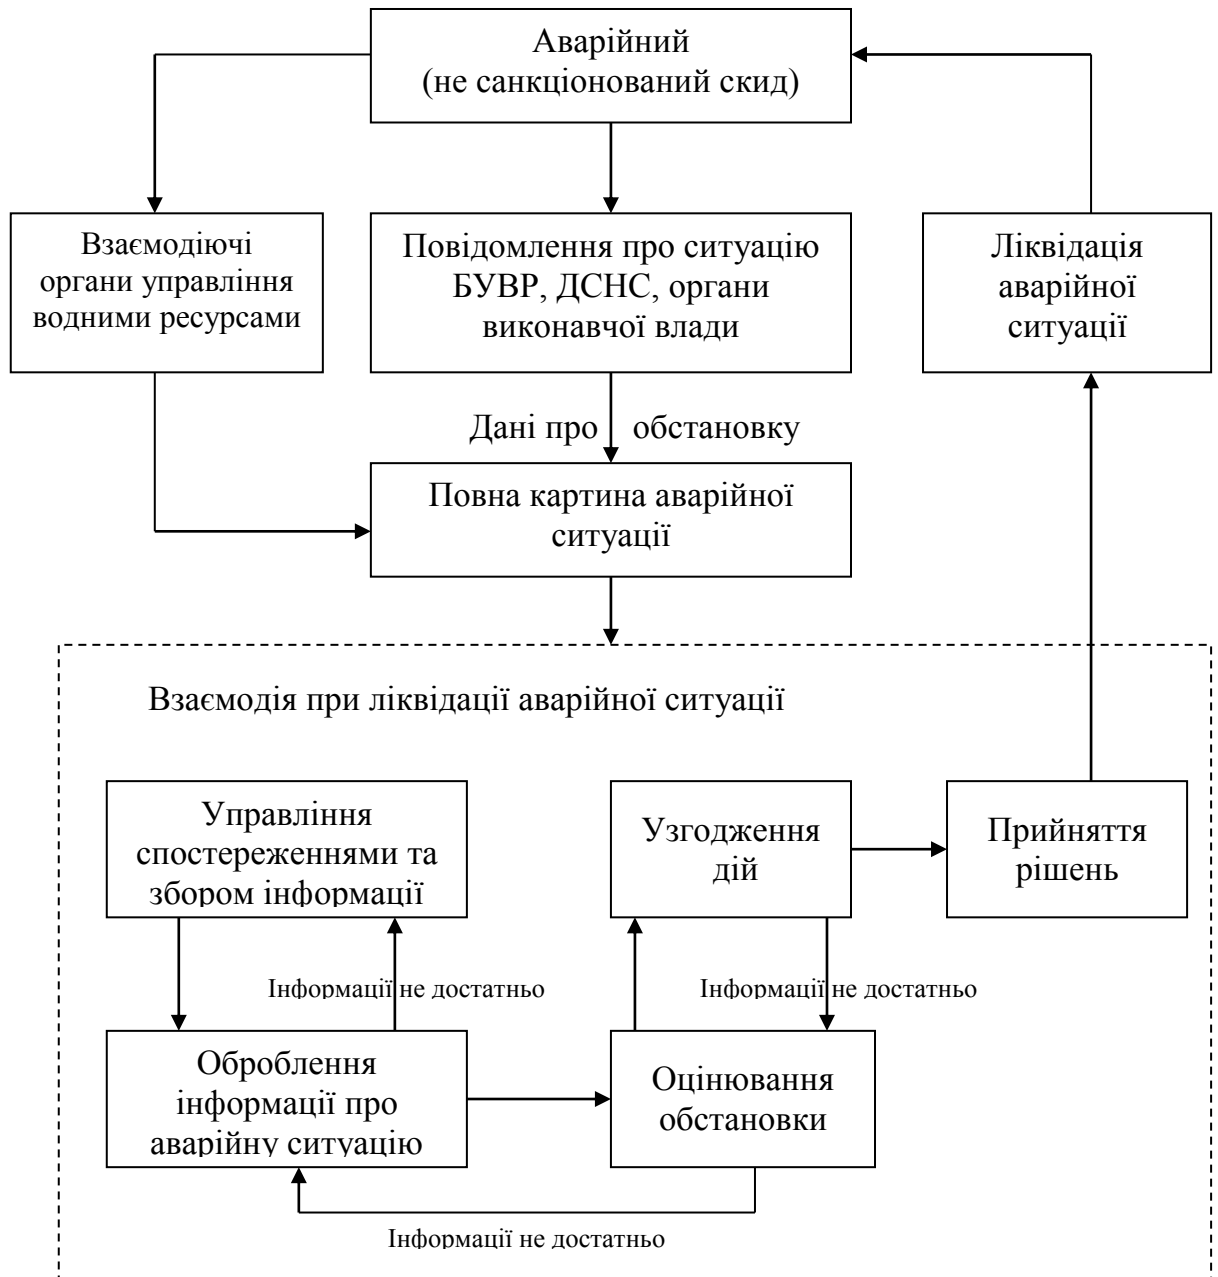 Аварійний
(не санкціонований скид)
Взаємодіючі
органи управління
водними ресурсами
Повідомлення про ситуацію
БУВР, ДСНС, органи
виконавчої влади
Ліквідація
аварійної
ситуації
Дані про обстановку
Повна картина аварійної
ситуації
Взаємодія при ліквідації аварійної ситуації
Управління
спостереженнями та
збором інформації
Узгодження
дій
Прийняття
рішень
Інформації не достатньо
Інформації не достатньо
Оброблення
інформації про
аварійну ситуацію
Оцінювання
обстановки
Інформації не достатньо